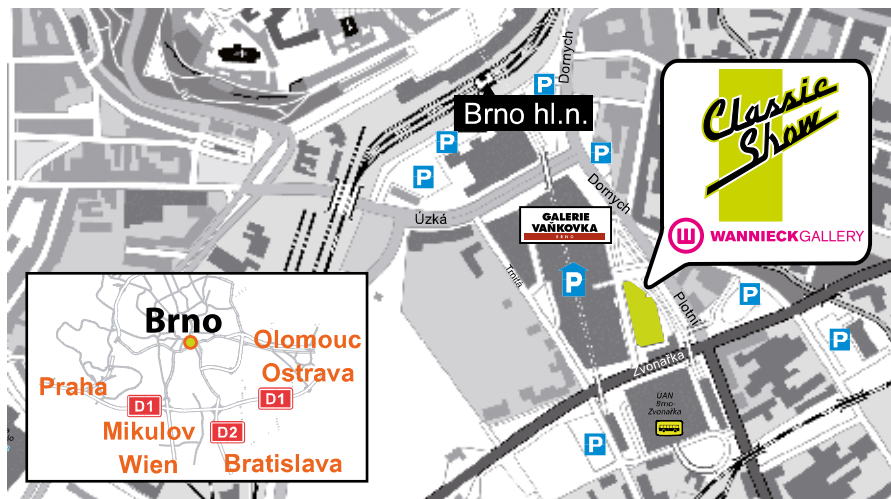 Dornych
P
Brno hl.n.
P
P
P
Classic
Show
Dornych
Úzká
GALERIE
VAŇKOVKA
BRNO
WANNIECKGALLERY
Trnitá
P
Plotní
P
P
Zvonařka
ÚAN
Brno-
Zvonařka
P
Brno
Olomouc
Ostrava
Praha
D1
D1
Mikulov
D2
Wien
Bratislava